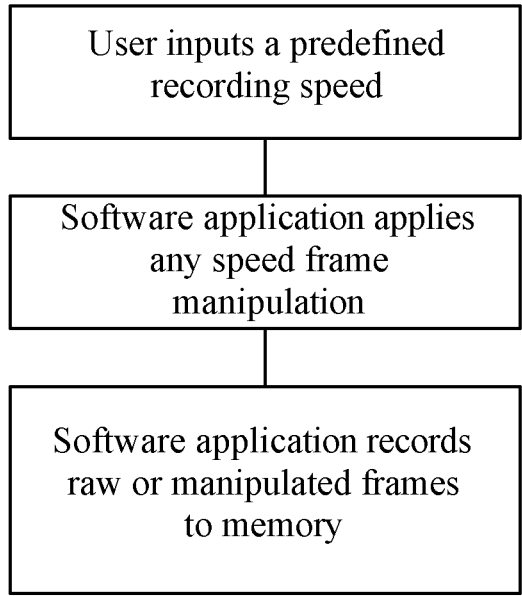 User inputs a predefined
recording speed
Software application applies
any speed frame
manipulation
Software application records
raw or manipulated frames
to memory